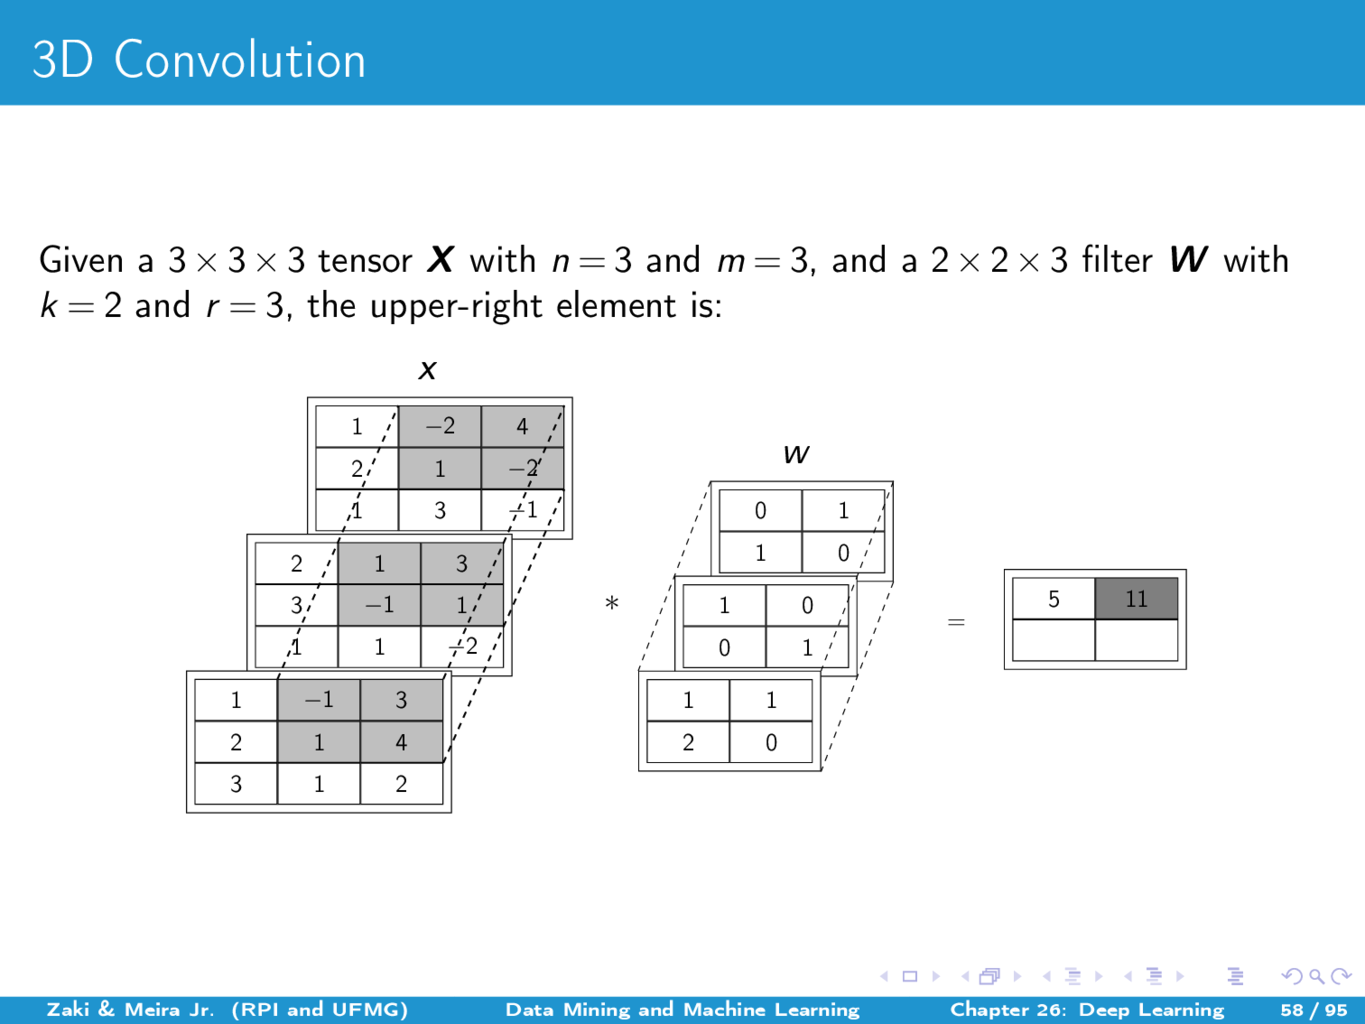 3D Convolution
Given a 3 × 3 × 3 tensor X with n = 3 and m = 3, and a 2 × 2 × 3 filter W with
k = 2 and r = 3, the upper-right element is:
X
1 −2 4
2 1 −2
1 3 −1
2 1 3
3 −1 1
1 1 −2
1 −1 3
2 1 4
3 1 2
*
W
0 1
1 0
1 0
0 1
1 1
2 0
=
5 11
Zaki & Meira Jr. (RPI and UFMG) Data Mining and Machine Learning Chapter 26: Deep Learning 58 / 95